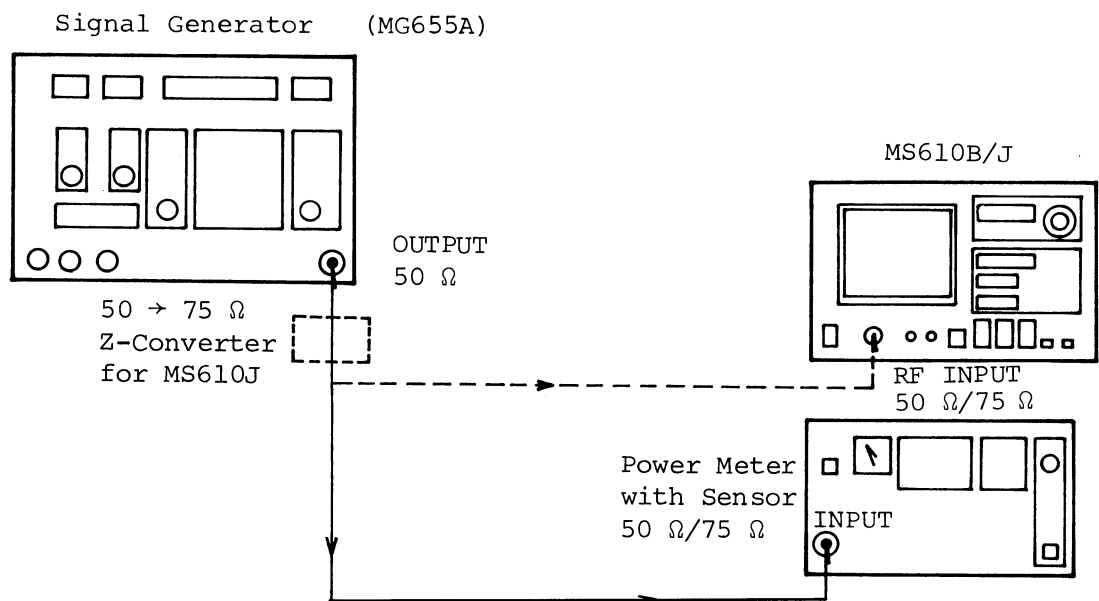 Signal Generator (MG655A)
MS610B/J
OUTPUT
50 Ω
50 → 75 Ω
Z-Converter
for MS610J
RF INPUT
50 Ω/75 Ω
Power Meter
with Sensor
50 Ω/75 Ω
INPUT